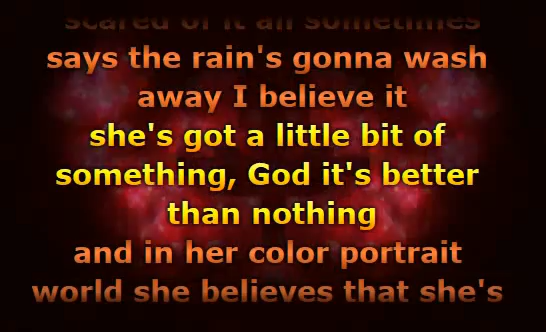 scared of it all sometimes
says the rain's gonna wash
away I believe it
she's got a little bit of
something, God it's better
than nothing
and in her color portrait
world she believes that she's